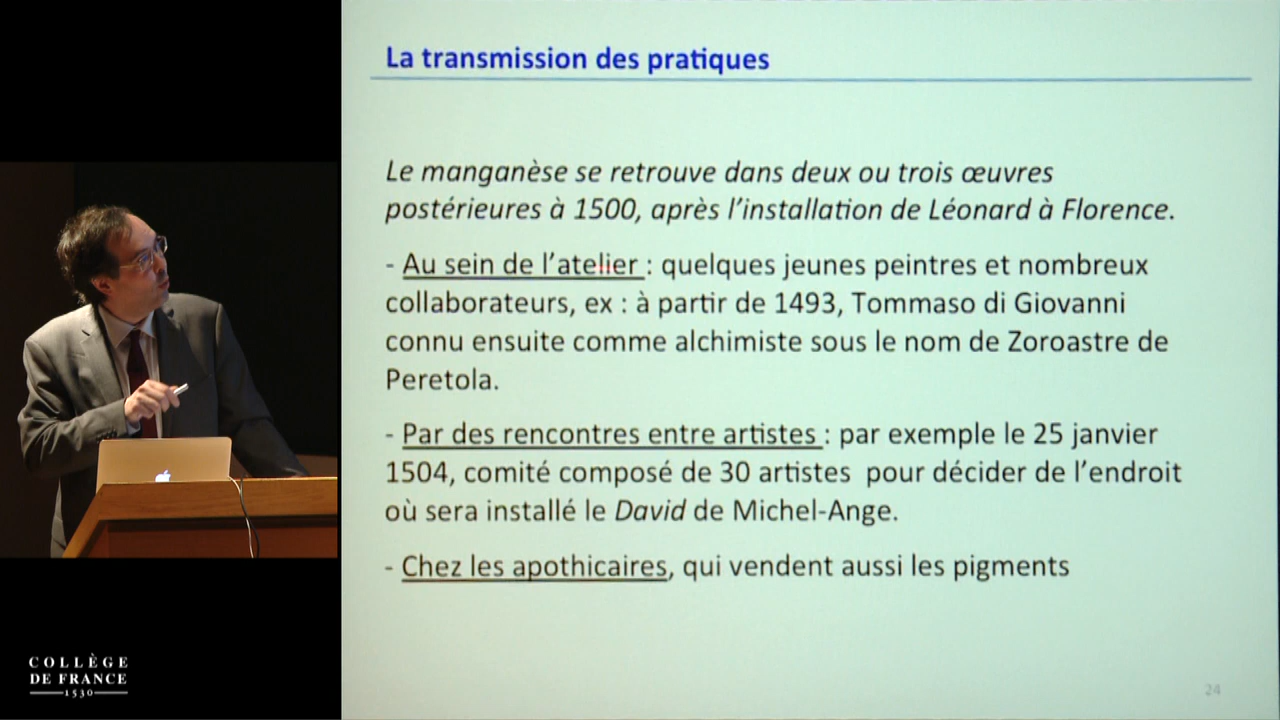 La transmission des pratiques
Le manganèse se retrouve dans deux ou trois œuvres
postérieures à 1500, après l'installation de Léonard à Florence.
- Au sein de l'atelier : quelques jeunes peintres et nombreux
collaborateurs, ex : à partir de 1493, Tommaso di Giovanni
connu ensuite comme alchimiste sous le nom de Zoroastre de
Peretola.
- Par des rencontres entre artistes : par exemple le 25 janvier
1504, comité composé de 30 artistes pour décider de l'endroit
où sera installé le David de Michel-Ange.
- Chez les apothicaires, qui vendent aussi les pigments
24
COLLÈGE
DE FRANCE
1530